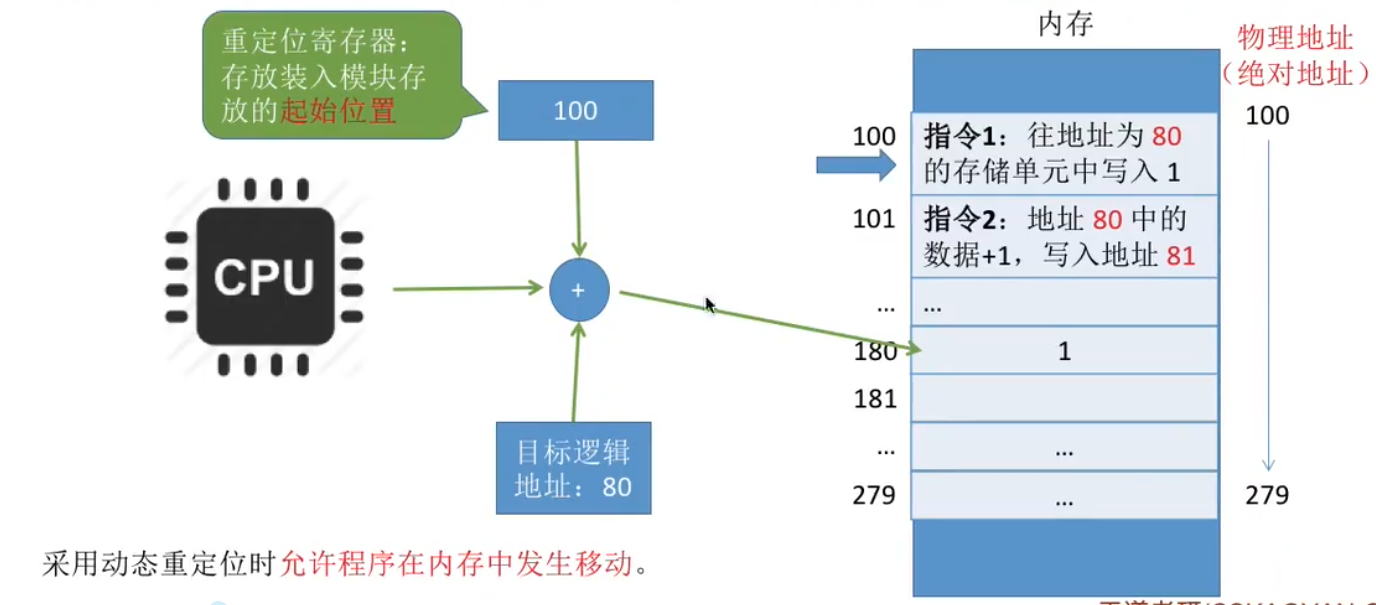 内存
重定位寄存器：
存放装入模块存
放的起始位置
100
物理地址
（绝对地址）
100
100
指令1：往地址为 80
的存储单元中写入 1
101
指令2：地址 80 中的
数据+1，写入地址 81
CPU
+
...
...
180
1
181
目标逻辑
地址：80
...
...
279
...
279
采用动态重定位时允许程序在内存中发生移动。